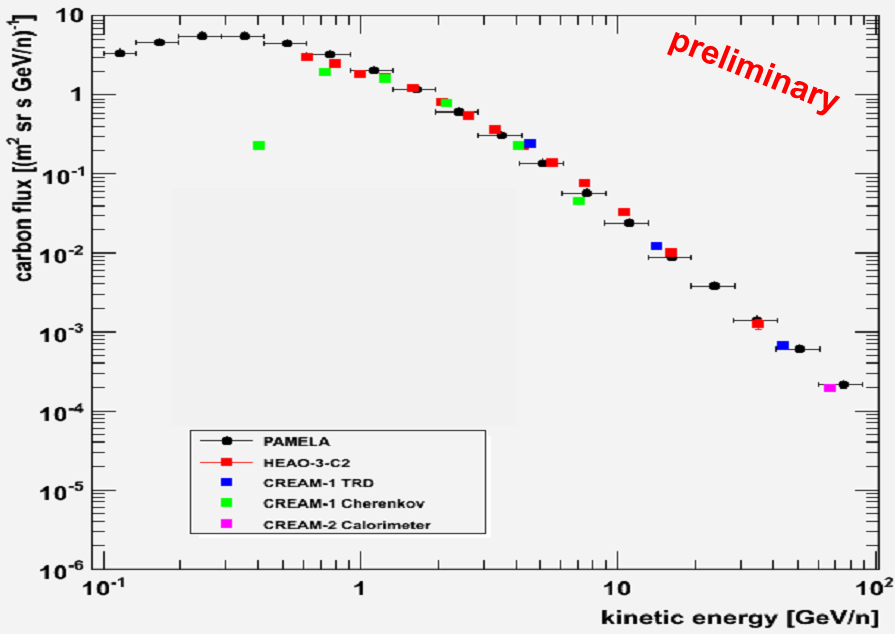 preliminary
carbon flux [(m² sr s GeV/n)⁻¹]
10
1
10⁻¹
10⁻²
10⁻³
10⁻⁴
10⁻⁵
10⁻⁶
PAMELA
HEAO-3-C2
CREAM-1 TRD
CREAM-1 Cherenkov
CREAM-2 Calorimeter
10⁻¹ 1 10 10²
kinetic energy [GeV/n]